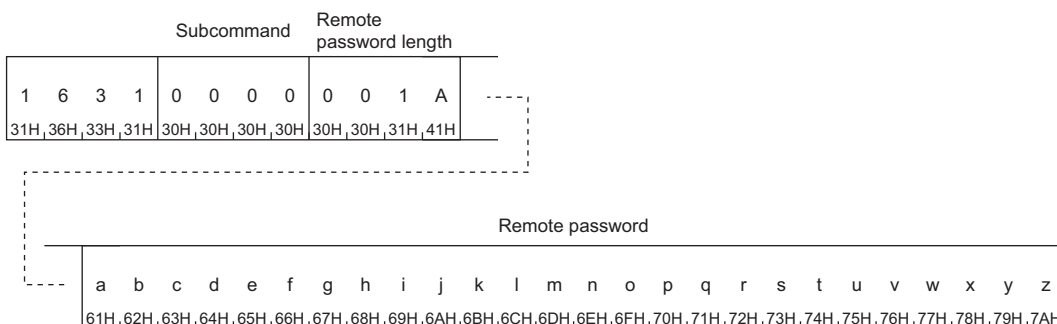 Subcommand
Remote
password length
1 6 3 1 0 0 0 0 0 0 1 A
31H 36H 33H 31H 30H 30H 30H 30H 30H 30H 31H 41H
Remote password
a b c d e f g h i j k l m n o p q r s t u v w x y z
61H 62H 63H 64H 65H 66H 67H 68H 69H 6AH 6BH 6CH 6DH 6EH 6FH 70H 71H 72H 73H 74H 75H 76H 77H 78H 79H 7AH